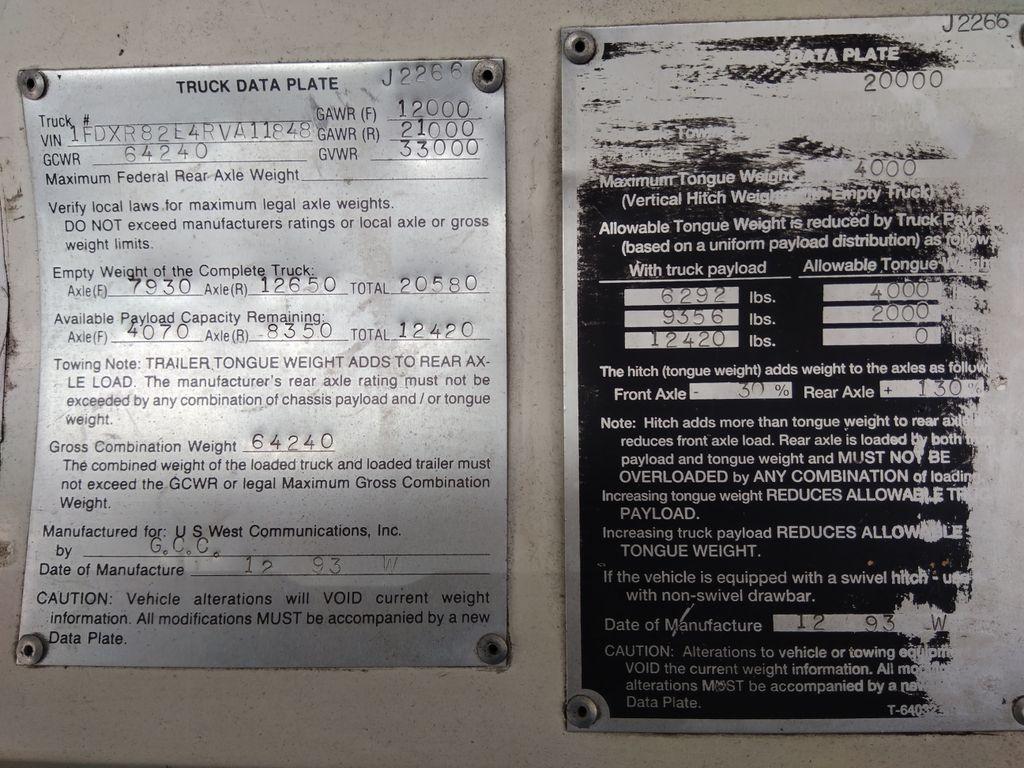 TRUCK DATA PLATE J2266
Truck #
VIN 1FDXR82E4RVA11848
GAWR (F) 12000
GAWR (R) 21000
GCWR 64240 GVWR 33000
Maximum Federal Rear Axle Weight
Verify local laws for maximum legal axle weights.
DO NOT exceed manufacturers ratings or local axle or gross
weight limits.
Empty Weight of the Complete Truck:
Axle(F) 7930 Axle(R) 12650 TOTAL 20580
Available Payload Capacity Remaining:
Axle(F) 4070 Axle(R) 8350 TOTAL 12420
Towing Note: TRAILER TONGUE WEIGHT ADDS TO REAR AX-
LE LOAD. The manufacturer's rear axle rating must not be
exceeded by any combination of chassis payload and / or tongue
weight.
Gross Combination Weight 64240
The combined weight of the loaded truck and loaded trailer must
not exceed the GCWR or legal Maximum Gross Combination
Weight.
Manufactured for: U S West Communications, Inc.
by G.C.C.
Date of Manufacture 12 93 W
CAUTION: Vehicle alterations will VOID current weight
information. All modifications MUST be accompanied by a new
Data Plate.
J2266
DATA PLATE
20000
4000
Maximum Tongue Weight
(Vertical Hitch Weight Empty Truck)
Allowable Tongue Weight is reduced by Truck
(based on a uniform payload distribution) as
With truck payload Allowable Tongue
6292 lbs. 4000
9356 lbs. 2000
12420 lbs. 0 lbs.
The hitch (tongue weight) adds weight to the axles as
Front Axle - 30 % Rear Axle + 130 %
Note: Hitch adds more than tongue weight to rear
reduces front axle load. Rear axle is loaded by both
payload and tongue weight and MUST NOT BE
OVERLOADED by ANY COMBINATION of
Increasing tongue weight REDUCES ALLOWABLE
PAYLOAD.
Increasing truck payload REDUCES ALLOWABLE
TONGUE WEIGHT.
If the vehicle is equipped with a swivel hitch - use
with non-swivel drawbar.
Date of Manufacture 12 93 W
CAUTION: Alterations to vehicle or towing
VOID the current weight information. All
alterations MUST be accompanied by a new
Data Plate.